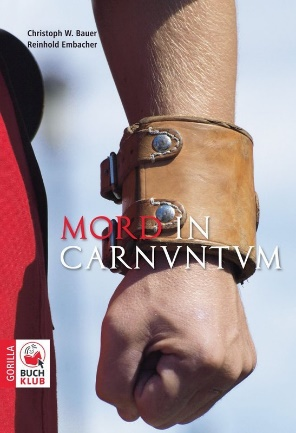 Christoph W. Bauer
Reinhold Embacher
MORD IN
CARNVNTVM
GORILLA
BUCH
KLUB